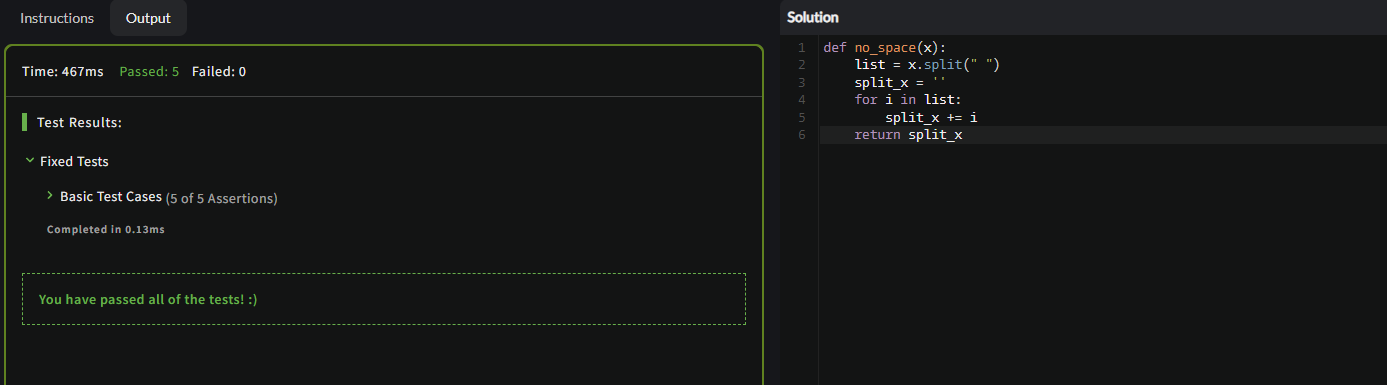 Instructions Output
Time: 467ms Passed: 5 Failed: 0
Test Results:
Fixed Tests
Basic Test Cases (5 of 5 Assertions)
Completed in 0.13ms
You have passed all of the tests! :)
Solution
1 def no_space(x):
2     list = x.split(" ")
3     split_x = ''
4     for i in list:
5         split_x += i
6     return split_x